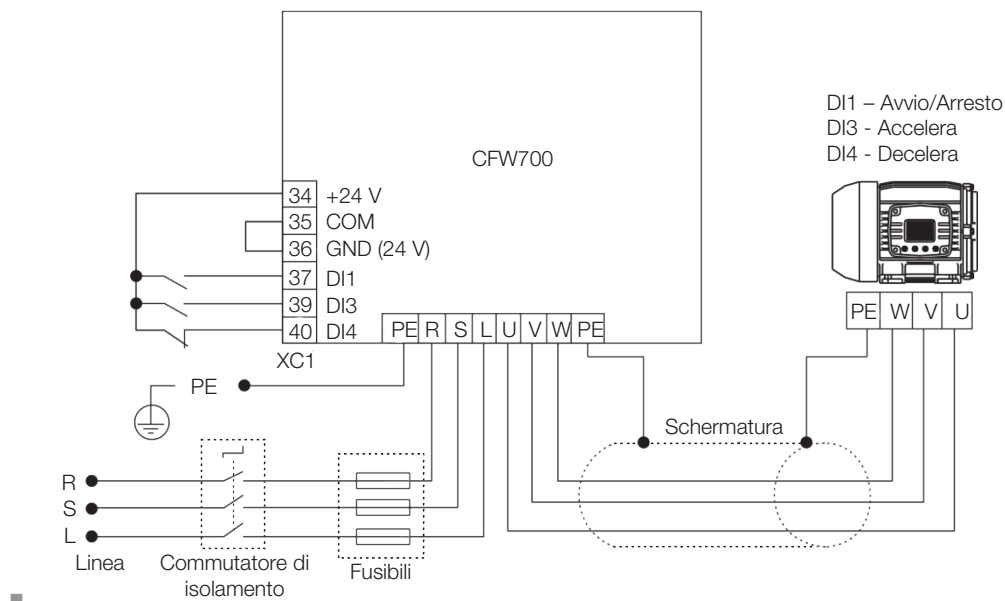 DI1 – Avvio/Arresto
DI3 - Accelera
DI4 - Decelera
CFW700
34 +24 V
35 COM
36 GND (24 V)
37 DI1
39 DI3
40 DI4
XC1
PE R S L U V W PE
PE W V U
PE
Schermatura
R
S
L
Linea
Commutatore di
isolamento
Fusibili